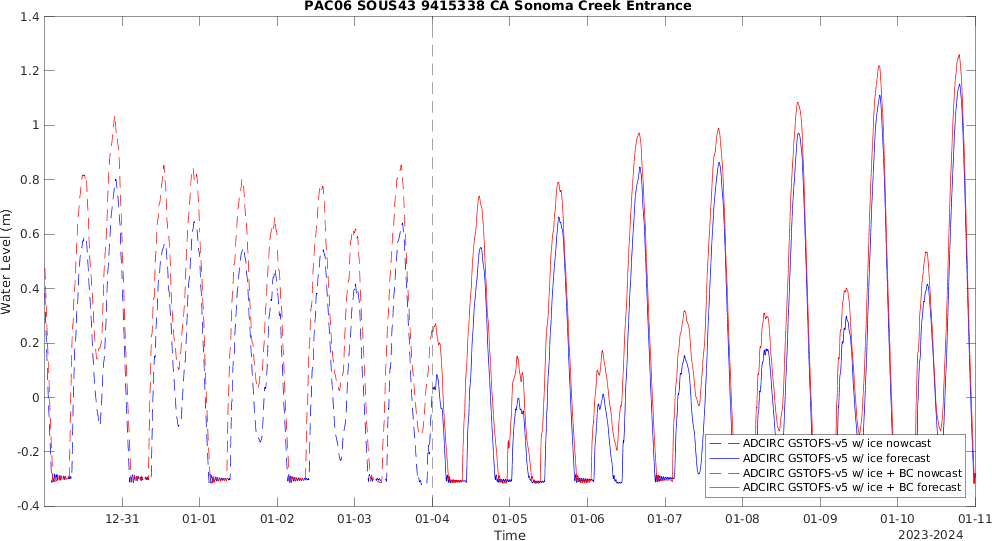 PAC06 SOUS43 9415338 CA Sonoma Creek Entrance
Water Level (m)
1.4
1.2
1
0.8
0.6
0.4
0.2
0
-0.2
-0.4
ADCIRC GSTOFS-v5 w/ ice nowcast
ADCIRC GSTOFS-v5 w/ ice forecast
ADCIRC GSTOFS-v5 w/ ice + BC nowcast
ADCIRC GSTOFS-v5 w/ ice + BC forecast
12-31 01-01 01-02 01-03 01-04 01-05 01-06 01-07 01-08 01-09 01-10 01-11
Time
2023-2024